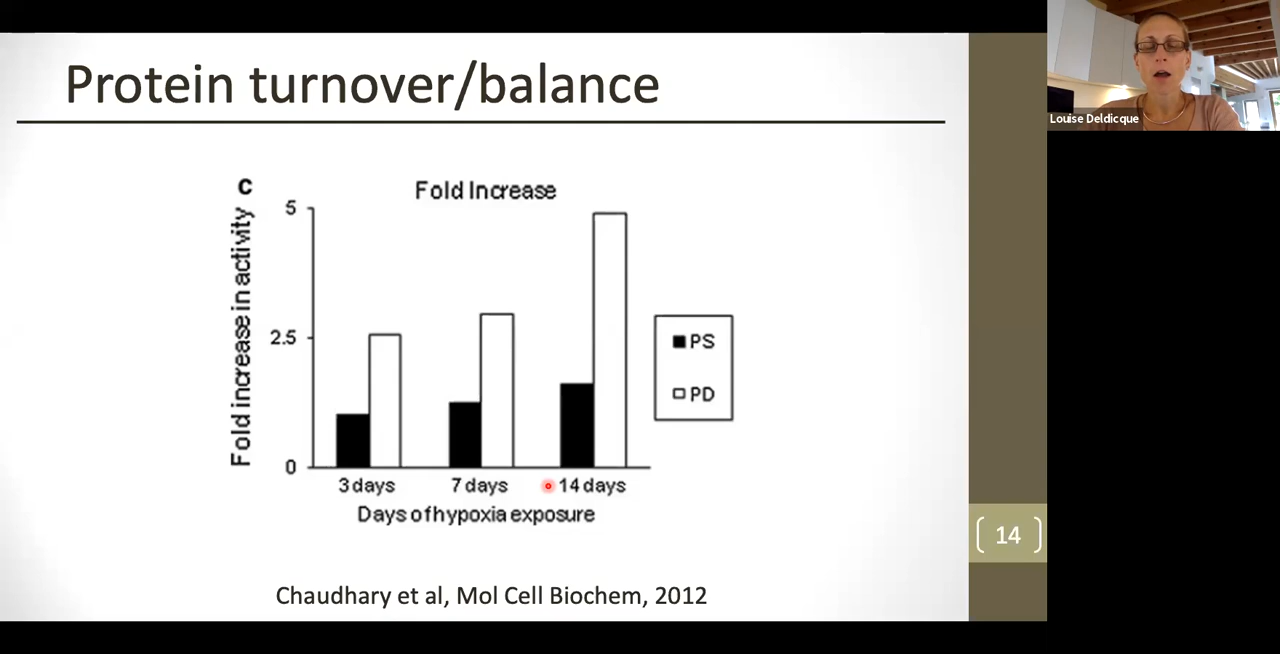 Protein turnover/balance
Louise Deldicque
c
Fold Increase
Fold increase in activity
5
2.5
0
PS
PD
3 days
7 days
14 days
Days of hypoxia exposure
14
Chaudhary et al, Mol Cell Biochem, 2012